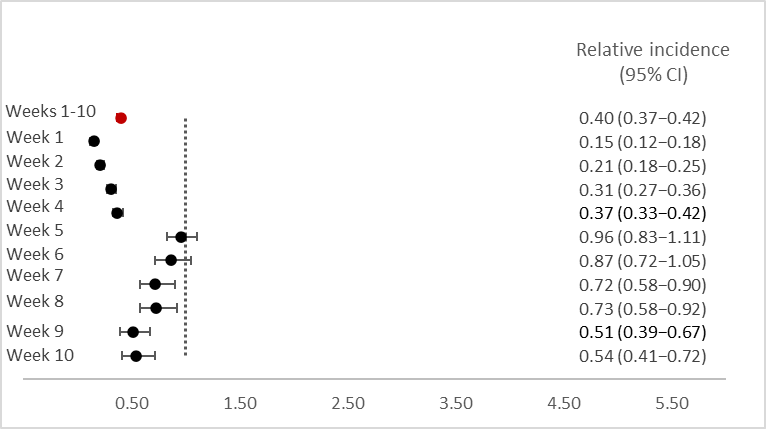 Relative incidence
(95% CI)
Weeks 1-10 0.40 (0.37−0.42)
Week 1 0.15 (0.12−0.18)
Week 2 0.21 (0.18−0.25)
Week 3 0.31 (0.27−0.36)
Week 4 0.37 (0.33−0.42)
Week 5 0.96 (0.83−1.11)
Week 6 0.87 (0.72−1.05)
Week 7 0.72 (0.58−0.90)
Week 8 0.73 (0.58−0.92)
Week 9 0.51 (0.39−0.67)
Week 10 0.54 (0.41−0.72)
0.50 1.50 2.50 3.50 4.50 5.50